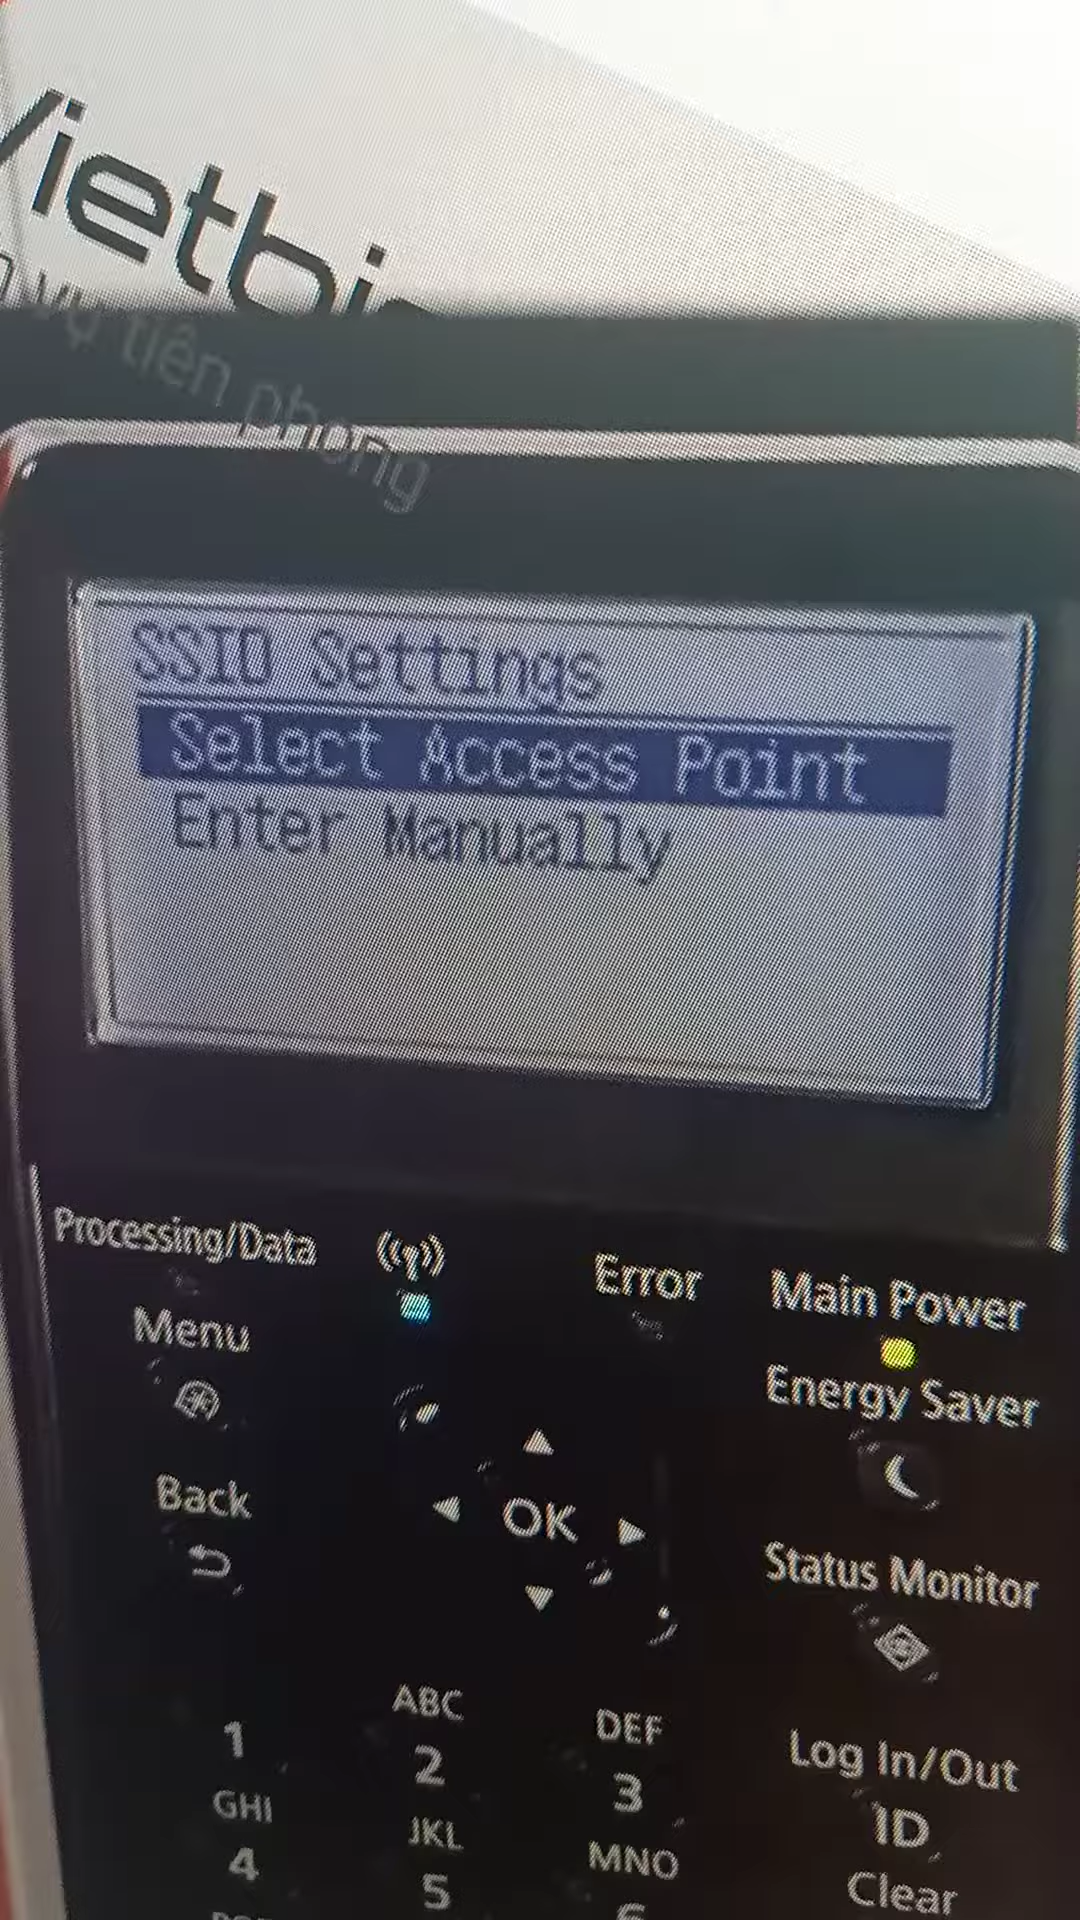 Vietbi
vụ tiên phong
SSID Settings
Select Access Point
Enter Manually
Processing/Data
Error
Main Power
Menu
Energy Saver
Back
OK
Status Monitor
ABC
DEF
1
2
3
Log In/Out
ID
GHI
JKL
MNO
4
5
6
Clear